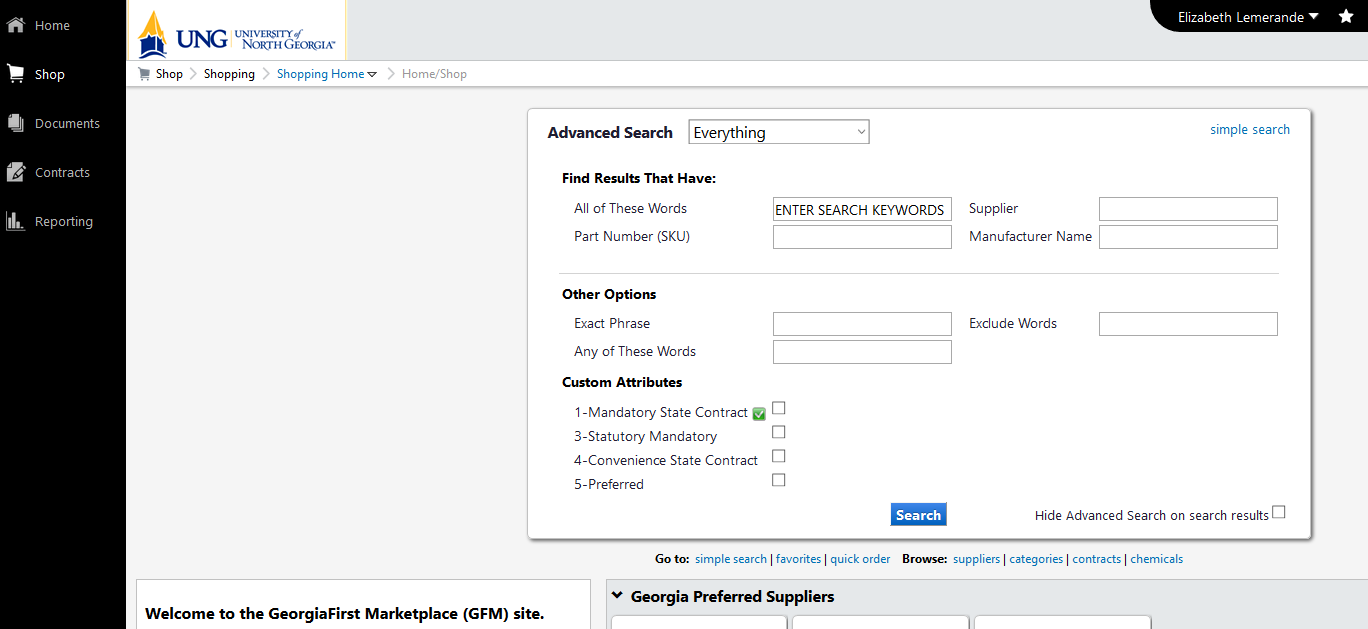 Home
Shop
Documents
Contracts
Reporting
UNG UNIVERSITY of NORTH GEORGIA™
Elizabeth Lemerande
Shop Shopping Shopping Home Home/Shop
Advanced Search Everything simple search
Find Results That Have:
All of These Words ENTER SEARCH KEYWORDS Supplier
Part Number (SKU) Manufacturer Name
Other Options
Exact Phrase Exclude Words
Any of These Words
Custom Attributes
1-Mandatory State Contract
3-Statutory Mandatory
4-Convenience State Contract
5-Preferred
Search Hide Advanced Search on search results
Go to: simple search | favorites | quick order Browse: suppliers | categories | contracts | chemicals
Welcome to the GeorgiaFirst Marketplace (GFM) site.
Georgia Preferred Suppliers